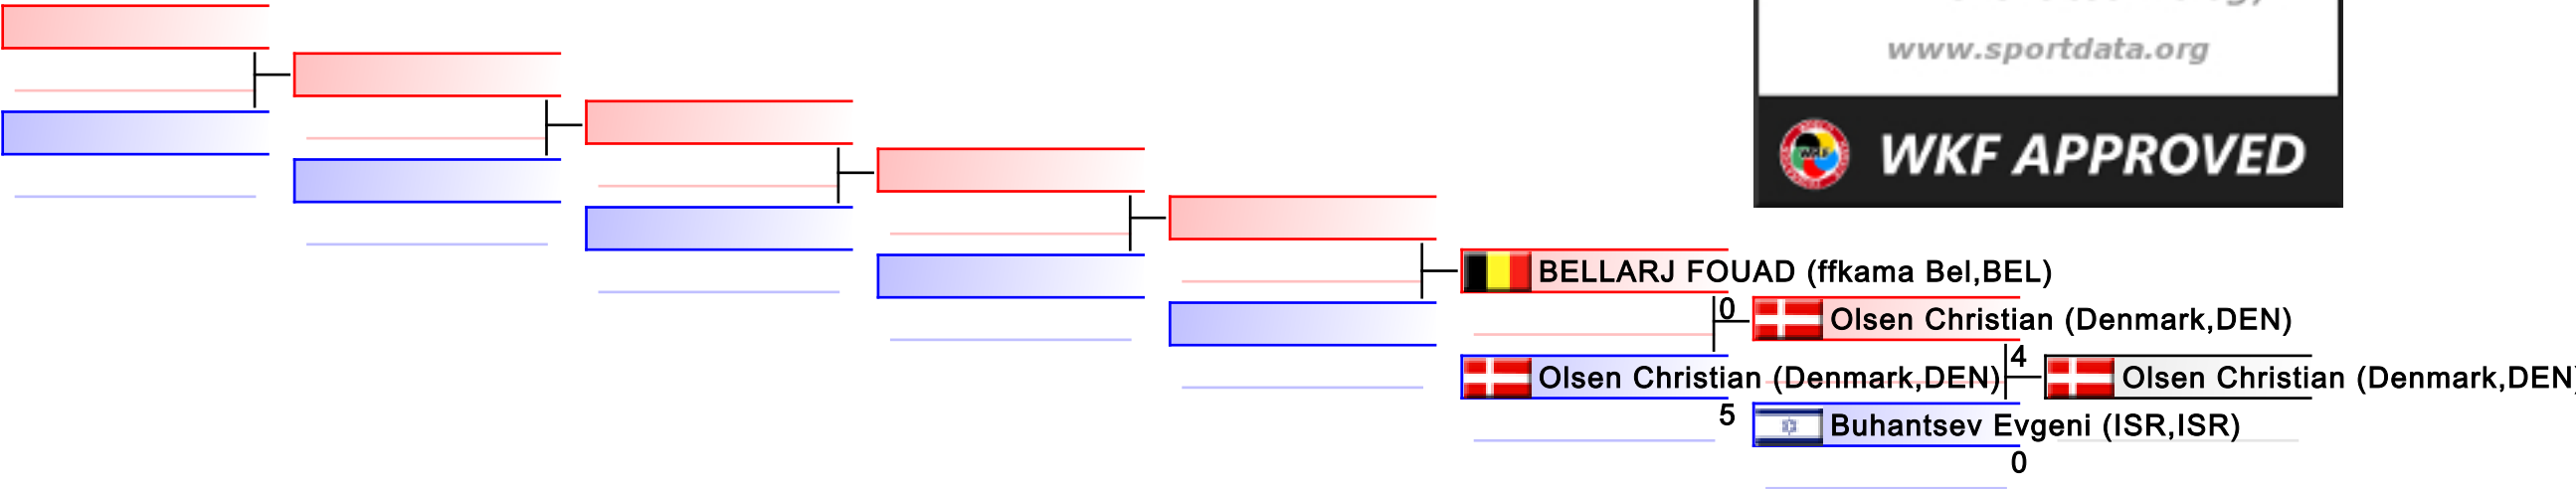 www.sportdata.org
WKF APPROVED
BELLARJ FOUAD (ffkama Bel,BEL)
0
Olsen Christian (Denmark,DEN)
4
Olsen Christian (Denmark,DEN)
Olsen Christian (Denmark,DEN
5
Buhantsev Evgeni (ISR,ISR)
0